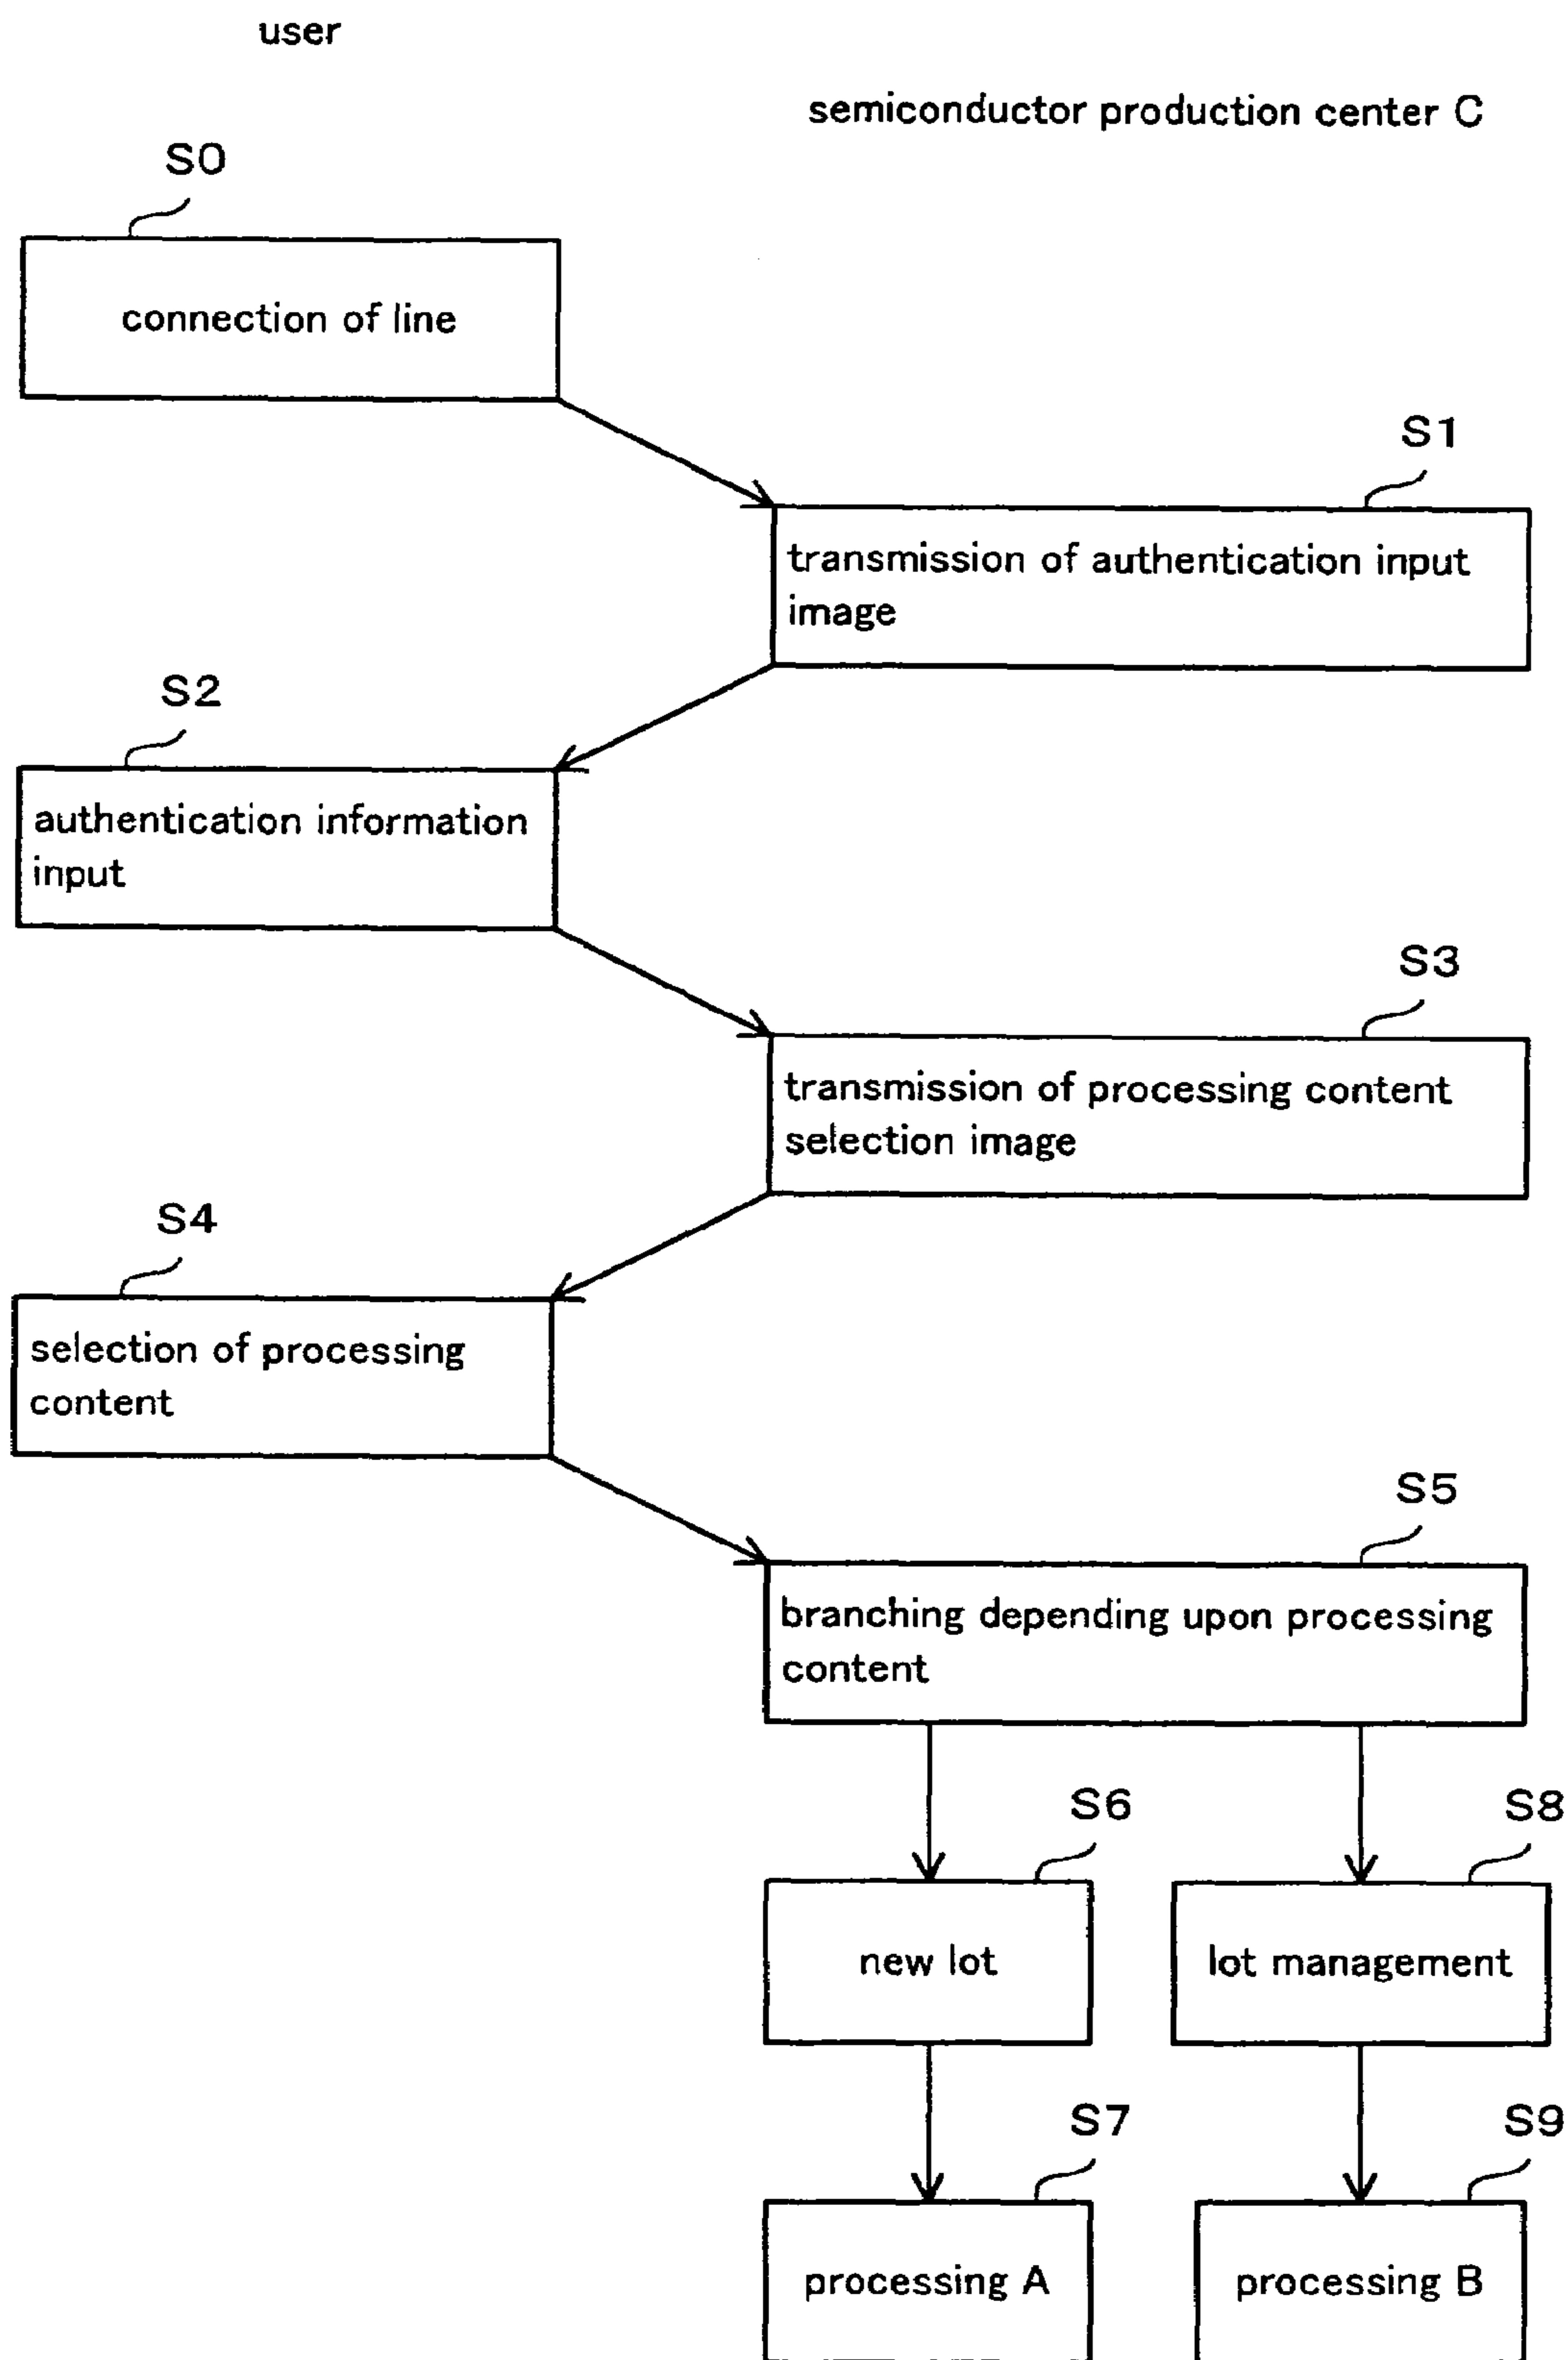 user
semiconductor production center C
S0
connection of line
S1
transmission of authentication input
image
S2
authentication information
input
S3
transmission of processing content
selection image
S4
selection of processing
content
S5
branching depending upon processing
content
S6
S8
new lot
lot management
S7
S9
processing A
processing B